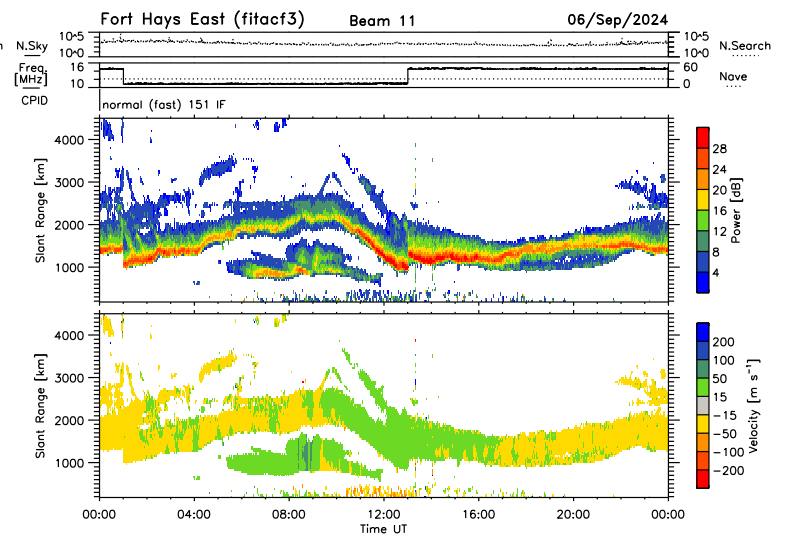 Fort Hays East (fitacf3) Beam 11 06/Sep/2024
n N.Sky 10^5 10^0 10^5 10^0 N.Search
Freq. [MHz] 16 10 60 0 Nave
CPID normal (fast) 151 IF
Slant Range [km]
4000
3000
2000
1000
28
24
20
16
12
8
4
Power [dB]
Slant Range [km]
4000
3000
2000
1000
200
100
50
15
-15
-50
-100
-200
Velocity [m s⁻¹]
00:00 04:00 08:00 12:00 16:00 20:00 00:00
Time UT